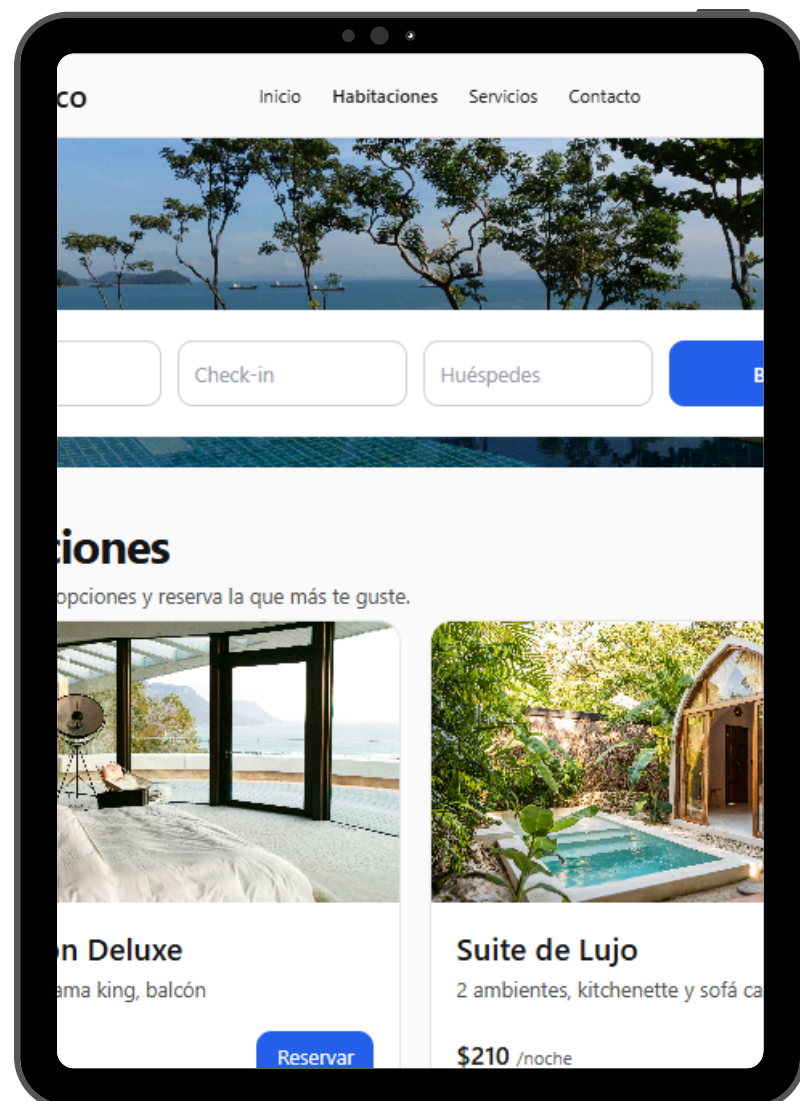 co
Inicio Habitaciones Servicios Contacto
Check-in Huéspedes B
ciones
opciones y reserva la que más te guste.
ón Deluxe Suite de Lujo
ama king, balcón 2 ambientes, kitchenette y sofá ca
Reservar $210 /noche